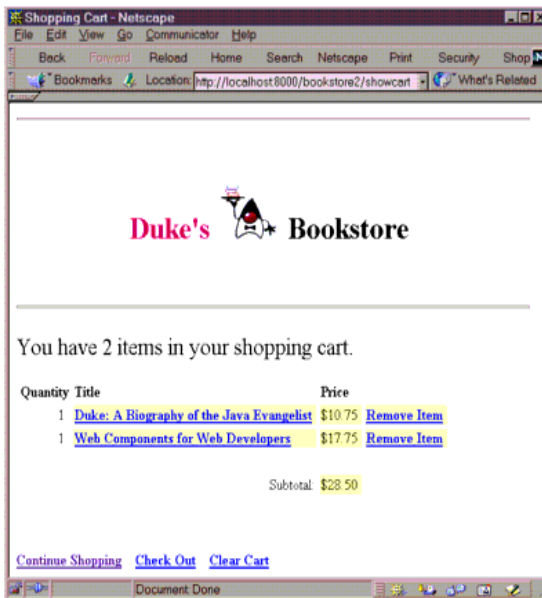 Shopping Cart - Netscape
File Edit View Go Communicator Help
Back Forward Reload Home Search Netscape Print Security Shop
Bookmarks Location: http://localhost:8000/bookstore2/showcart What's Related
Duke's Bookstore
You have 2 items in your shopping cart.
Quantity Title Price
1 Duke: A Biography of the Java Evangelist $10.75 Remove Item
1 Web Components for Web Developers $17.75 Remove Item
Subtotal: $28.50
Continue Shopping Check Out Clear Cart
Document Done